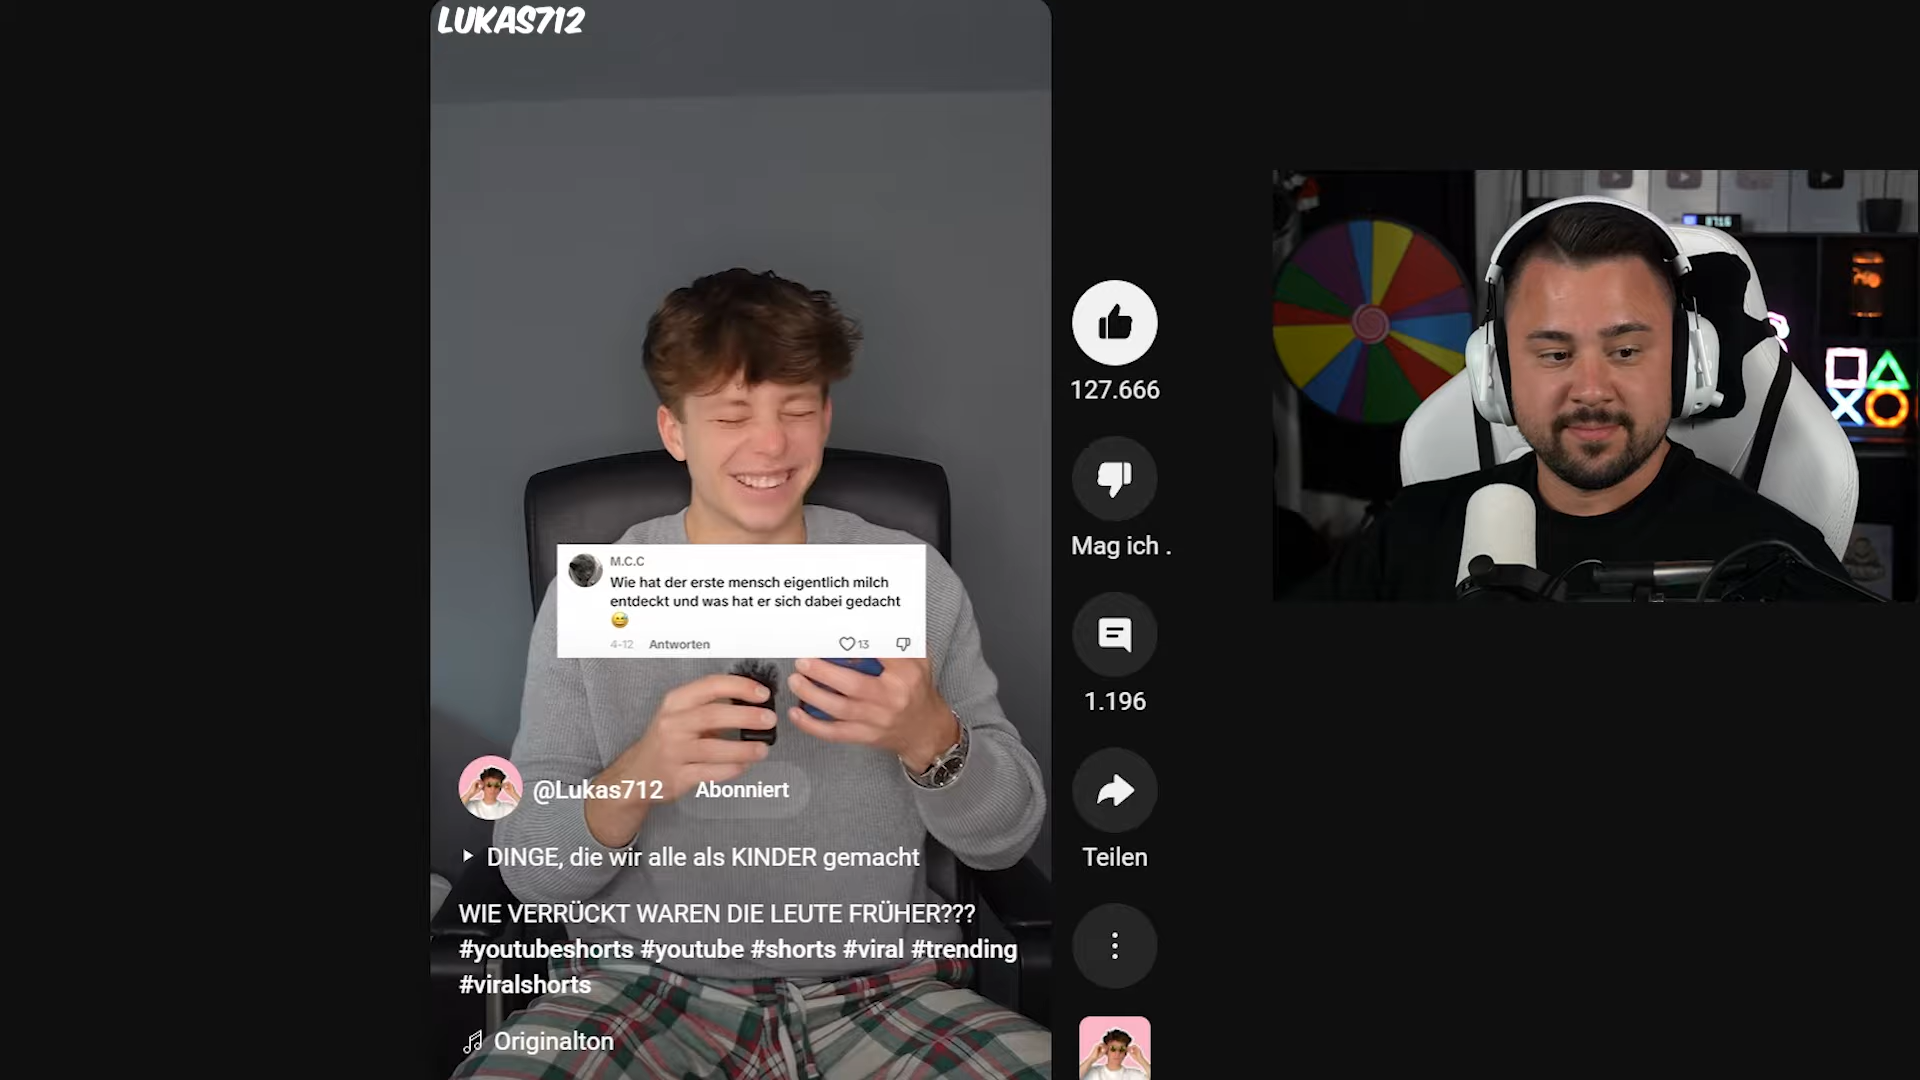 LUKAS712
M.C.C
Wie hat der erste mensch eigentlich milch
entdeckt und was hat er sich dabei gedacht
😅
4-12 Antworten 13
127.666
Mag ich .
1.196
Teilen
@Lukas712 Abonniert
DINGE, die wir alle als KINDER gemacht
WIE VERRÜCKT WAREN DIE LEUTE FRÜHER???
#youtubeshorts #youtube #shorts #viral #trending
#viralshorts
Originalton